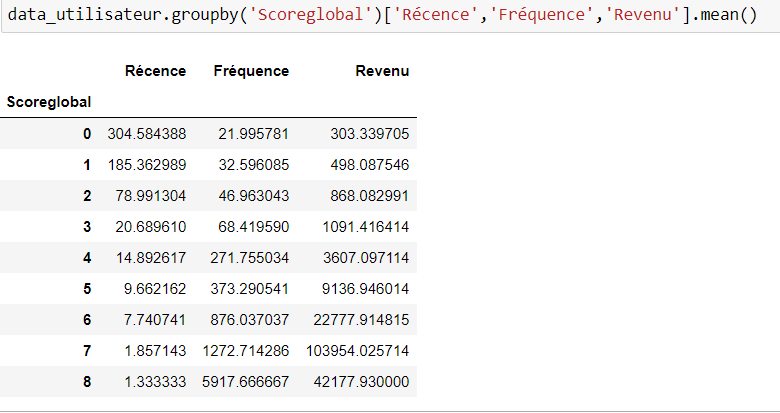 data_utilisateur.groupby('Scoreglobal')['Récence','Fréquence','Revenu'].mean()
Récence Fréquence Revenu
Scoreglobal
0 304.584388 21.995781 303.339705
1 185.362989 32.596085 498.087546
2 78.991304 46.963043 868.082991
3 20.689610 68.419590 1091.416414
4 14.892617 271.755034 3607.097114
5 9.662162 373.290541 9136.946014
6 7.740741 876.037037 22777.914815
7 1.857143 1272.714286 103954.025714
8 1.333333 5917.666667 42177.930000